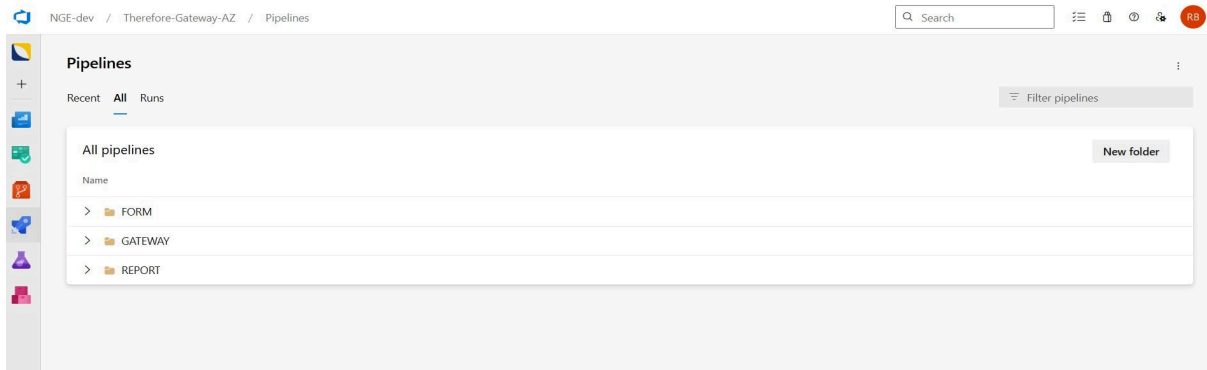 NGE-dev / Therefore-Gateway-AZ / Pipelines
Search
RB
Pipelines
Recent All Runs
Filter pipelines
All pipelines
New folder
Name
FORM
GATEWAY
REPORT